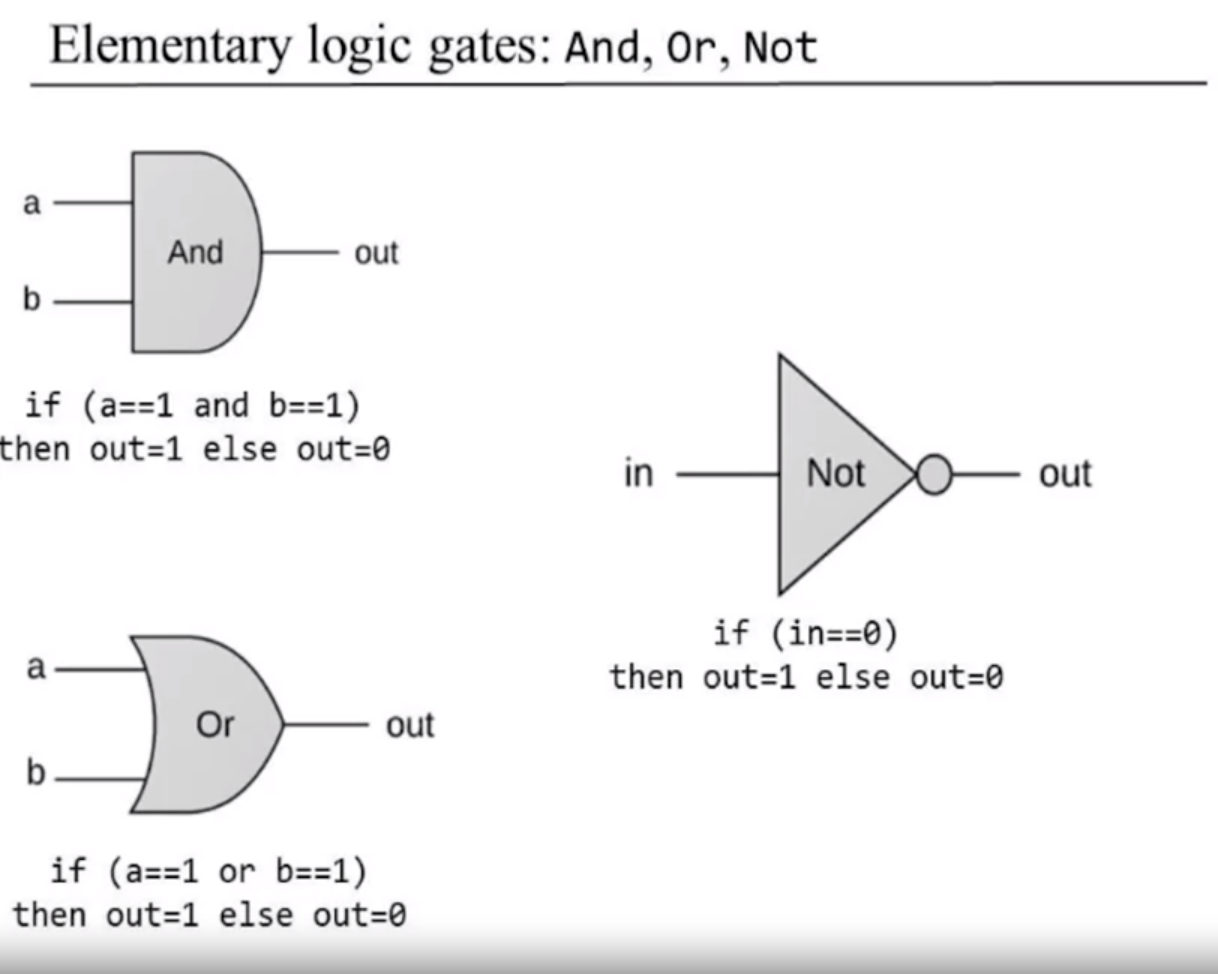 Elementary logic gates: And, Or, Not
a
And
out
b
if (a==1 and b==1)
then out=1 else out=0
in
Not
out
if (in==0)
then out=1 else out=0
a
Or
out
b
if (a==1 or b==1)
then out=1 else out=0